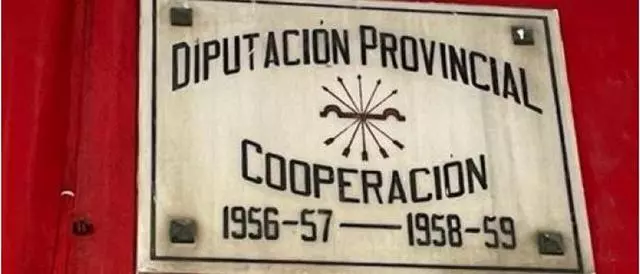 DIPUTACIÓN PROVINCIAL
COOPERACIÓN
1956-57 — 1958-59